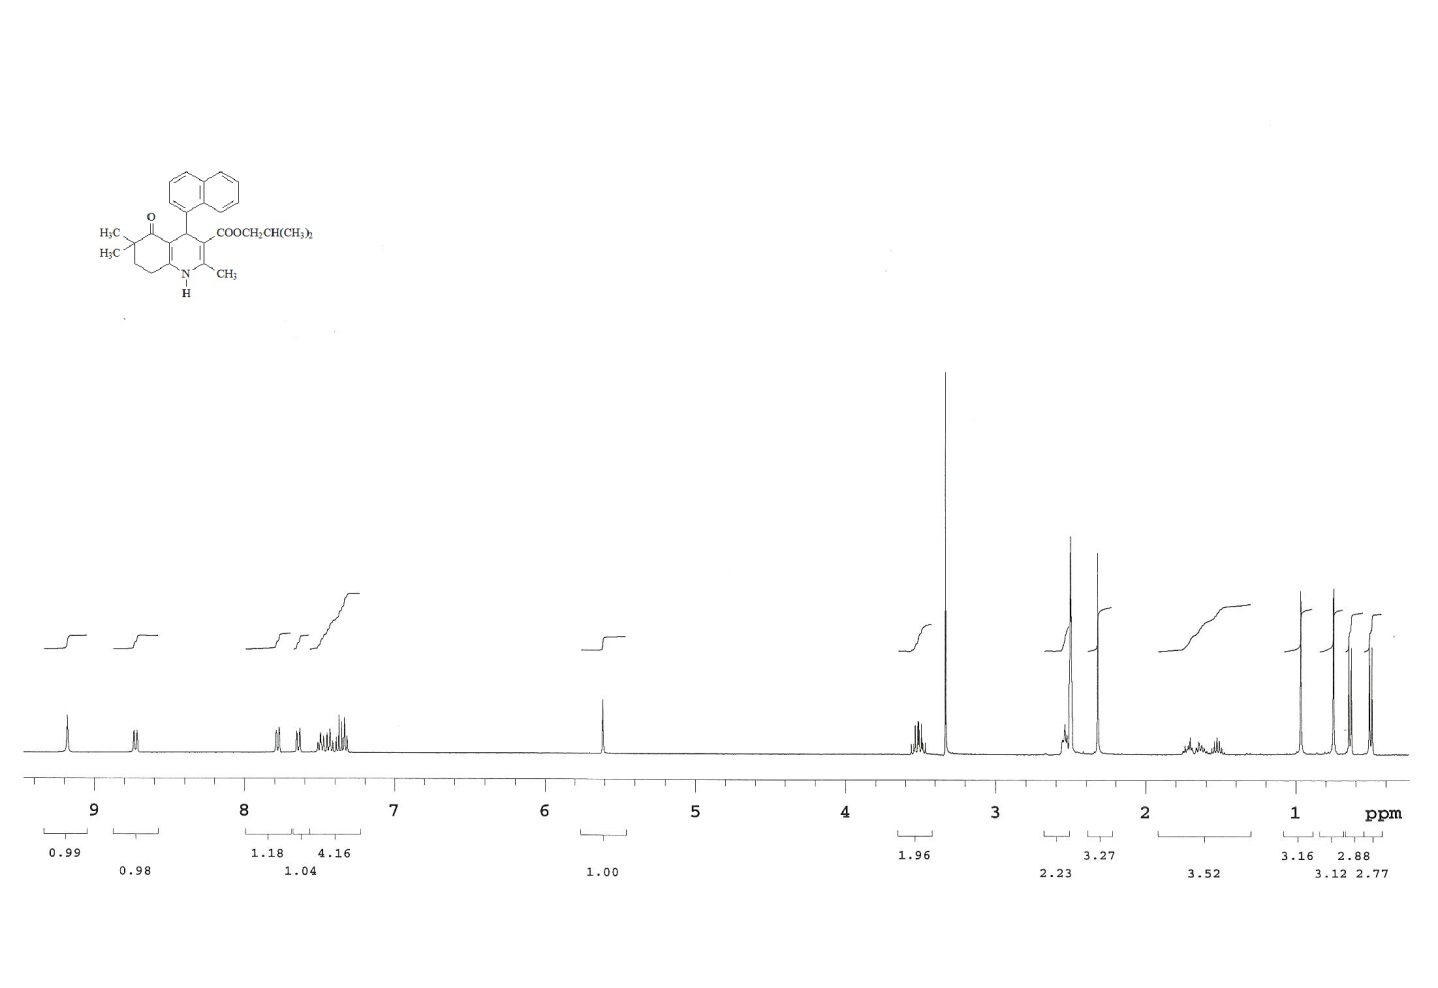 O
H₃C
H₃C
COOCH₂CH(CH₃)₂
N
H
CH₃
9 8 7 6 5 4 3 2 1 ppm
0.99 1.18 4.16 1.96 3.27 3.16 2.88
0.98 1.04 1.00 2.23 3.52 3.12 2.77